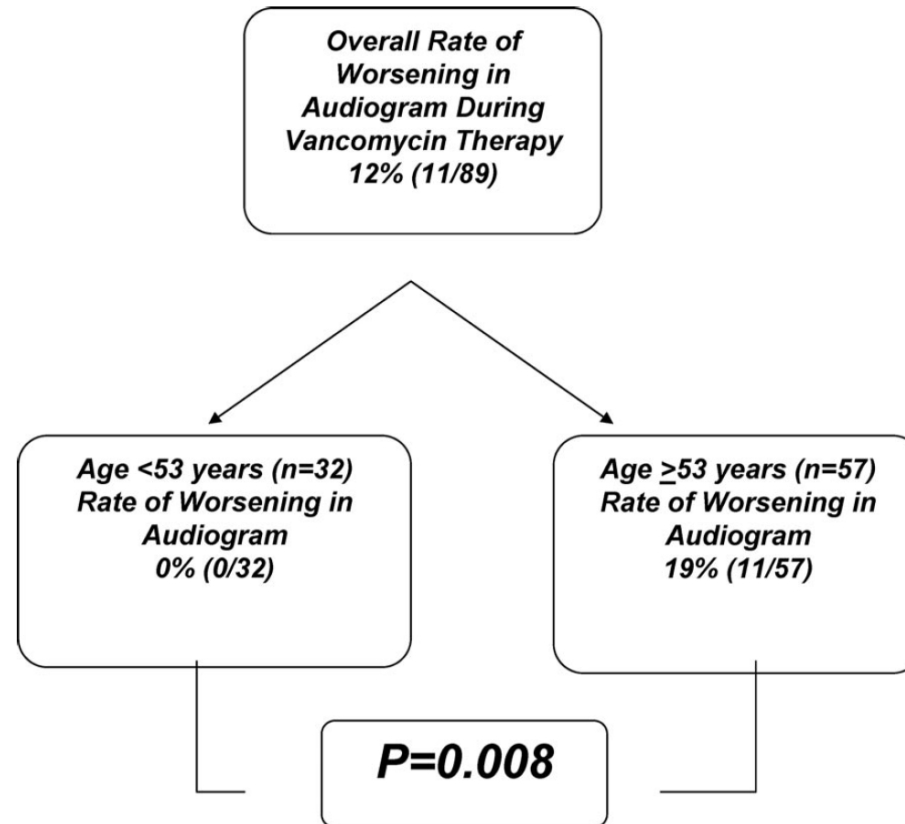 Overall Rate of
Worsening in
Audiogram During
Vancomycin Therapy
12% (11/89)
Age <53 years (n=32)
Rate of Worsening in
Audiogram
0% (0/32)
Age ≥53 years (n=57)
Rate of Worsening in
Audiogram
19% (11/57)
P=0.008